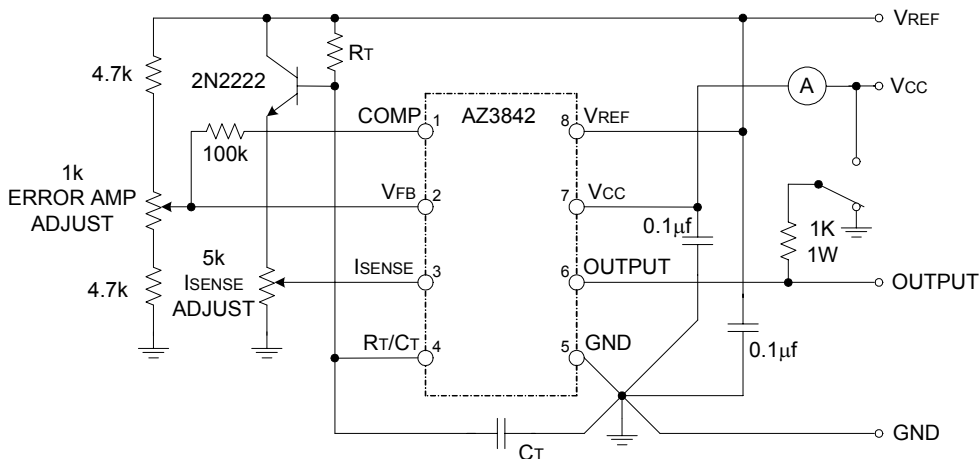 VREF
RT
4.7k
2N2222
A
VCC
COMP
AZ3842
1
8
VREF
100k
1k
ERROR AMP
ADJUST
VFB
2
7
VCC
0.1µf
1K
1W
5k
ISENSE
ADJUST
ISENSE
3
6
OUTPUT
OUTPUT
4.7k
RT/CT
4
5
GND
0.1µf
CT
GND